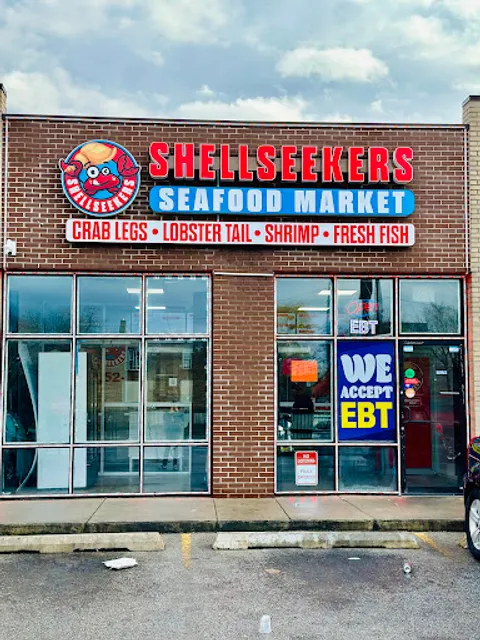 SHELLSEEKERS
SHELLSEEKERS
SEAFOOD MARKET
CRAB LEGS • LOBSTER TAIL • SHRIMP • FRESH FISH
EBT
WE
ACCEPT
EBT